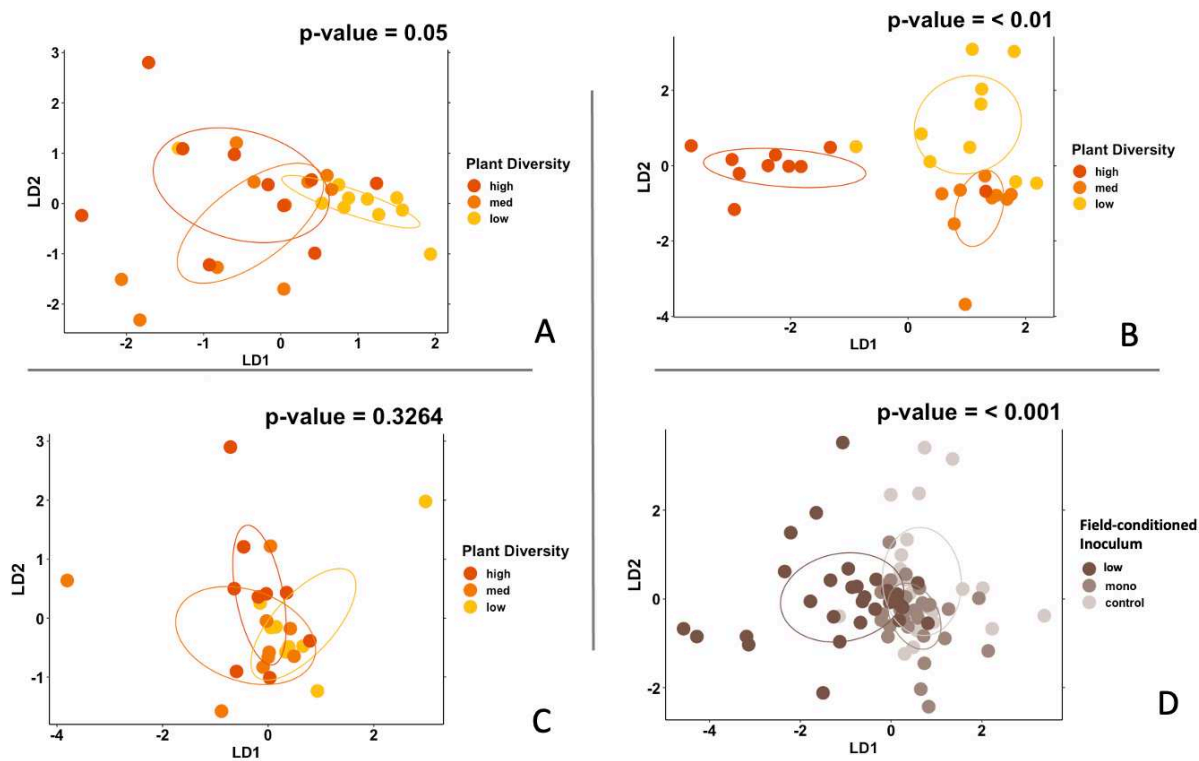 p-value = 0.05
3
2
1
0
-1
-2
LD2
-2
-1
0
1
2
LD1
Plant Diversity
high
med
low
A
p-value = < 0.01
2
0
-2
-4
LD2
-2
0
2
LD1
Plant Diversity
high
med
low
B
p-value = 0.3264
3
2
1
0
-1
LD2
-4
-2
0
2
LD1
Plant Diversity
high
med
low
C
p-value = < 0.001
2
0
-2
LD2
-4
-2
0
2
LD1
Field-conditioned
Inoculum
low
mono
control
D